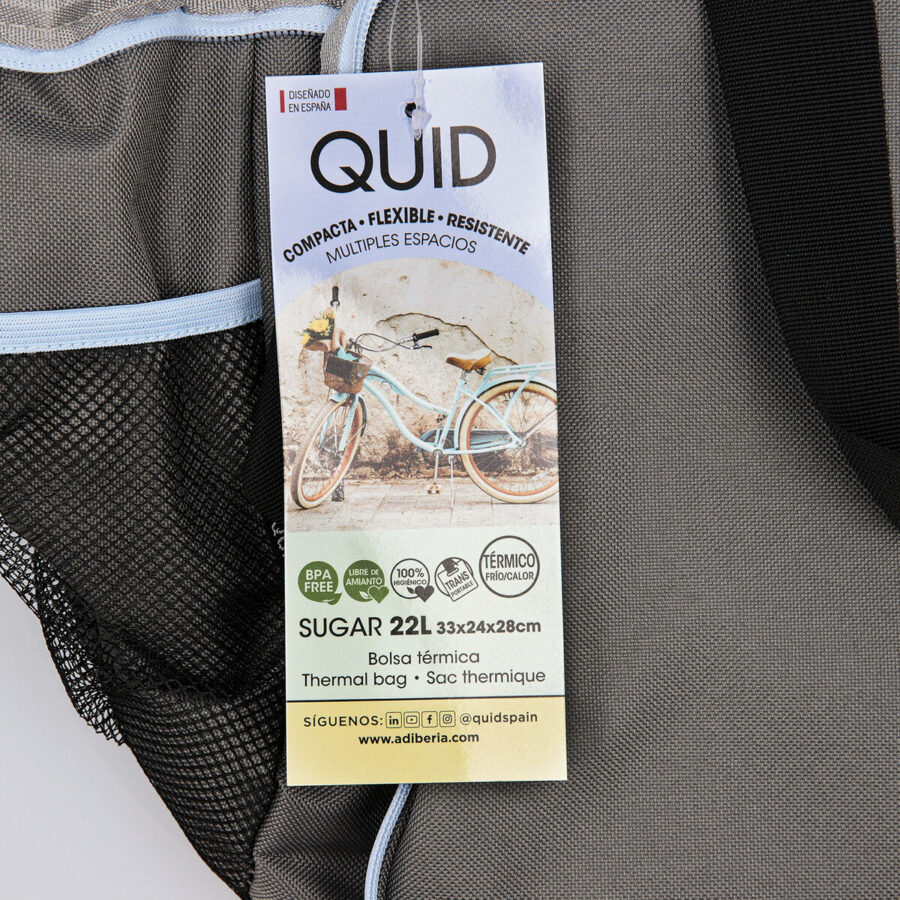 DISEÑADO
EN ESPAÑA
QUID
COMPACTA • FLEXIBLE • RESISTENTE
MULTIPLES ESPACIOS
BPA
FREE
LIBRE DE
AMIANTO
100%
HIGIÉNICO
TRANS
PORTABLE
TÉRMICO
FRÍO/CALOR
SUGAR 22L 33x24x28cm
Bolsa térmica
Thermal bag • Sac thermique
SÍGUENOS: in f @quidspain
www.adiberia.com